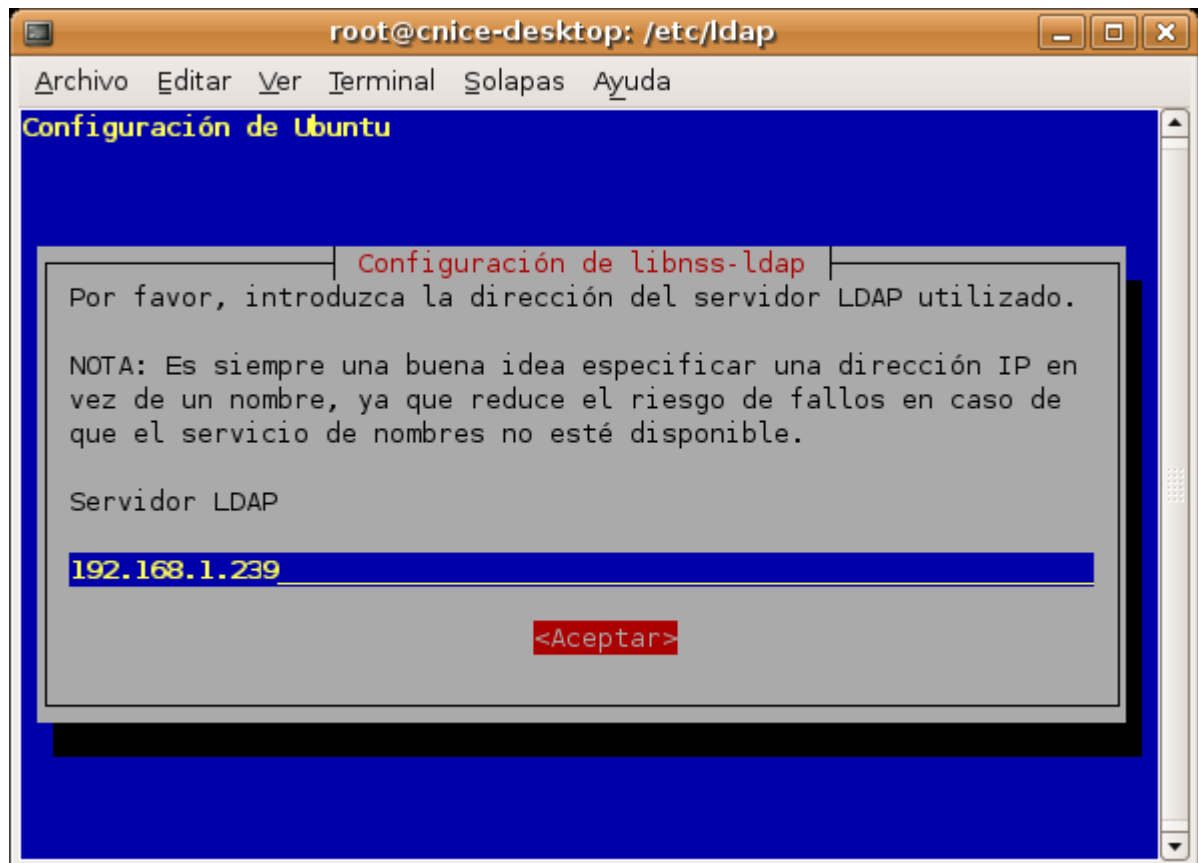 root@cnice-desktop: /etc/ldap
Archivo Editar Ver Terminal Solapas Ayuda
Configuración de Ubuntu
Configuración de libnss-ldap
Por favor, introduzca la dirección del servidor LDAP utilizado.
NOTA: Es siempre una buena idea especificar una dirección IP en
vez de un nombre, ya que reduce el riesgo de fallos en caso de
que el servicio de nombres no esté disponible.
Servidor LDAP
192.168.1.239
<Aceptar>